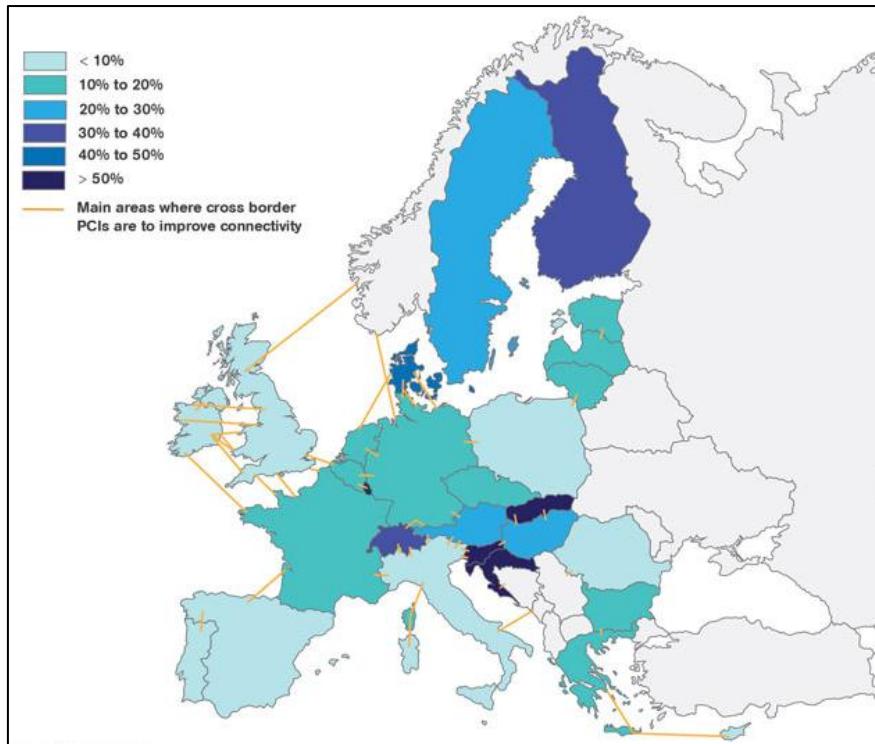 < 10%
10% to 20%
20% to 30%
30% to 40%
40% to 50%
> 50%
Main areas where cross border
PCIs are to improve connectivity